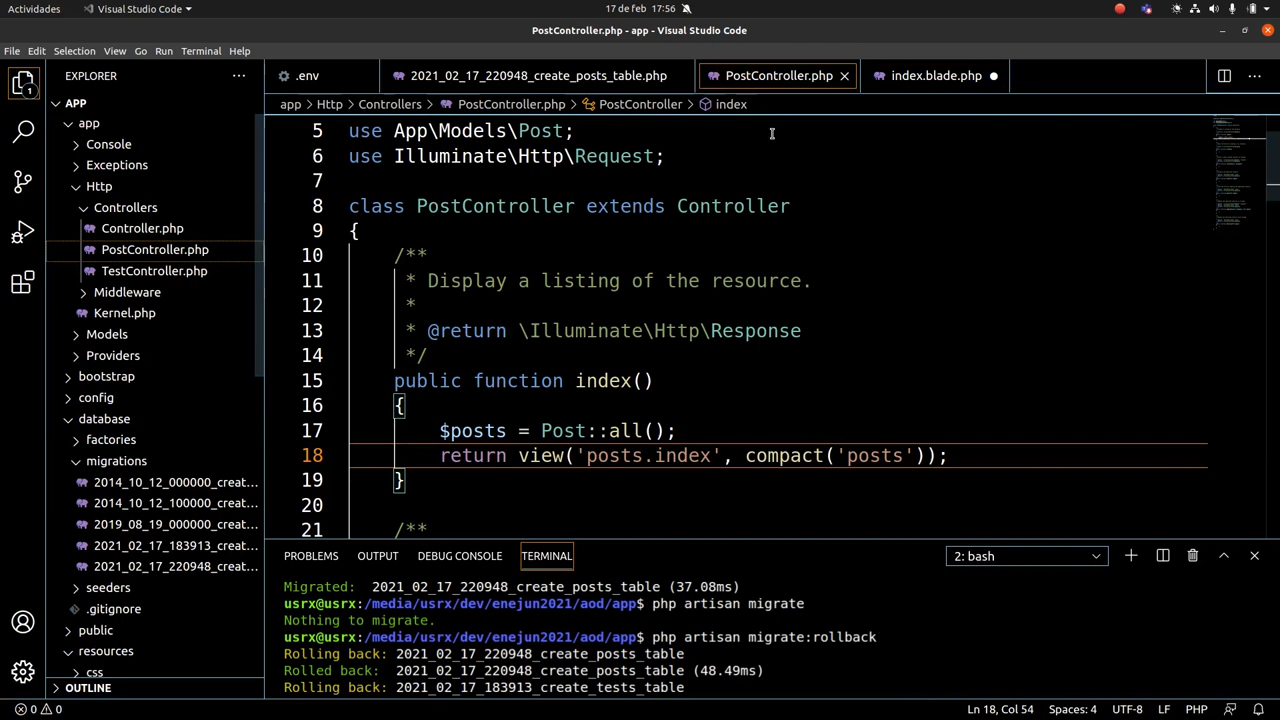 Actividades
Visual Studio Code
17 de feb 17:56
PostController.php - app - Visual Studio Code
File Edit Selection View Go Run Terminal Help
EXPLORER
APP
app
Console
Exceptions
Http
Controllers
Controller.php
PostController.php
TestController.php
Middleware
Kernel.php
Models
Providers
bootstrap
config
database
factories
migrations
2014_10_12_000000_creat...
2014_10_12_100000_creat...
2019_08_19_000000_creat...
2021_02_17_183913_creat...
2021_02_17_220948_creat...
seeders
.gitignore
public
resources
css
OUTLINE
1
.env
2021_02_17_220948_create_posts_table.php
PostController.php
index.blade.php
app > Http > Controllers > PostController.php > PostController > index
5 use App\Models\Post;
6 use Illuminate\Http\Request;
7
8 class PostController extends Controller
9 {
10 /**
11 * Display a listing of the resource.
12 *
13 * @return \Illuminate\Http\Response
14 */
15 public function index()
16 {
17 $posts = Post::all();
18 return view('posts.index', compact('posts'));
19 }
20
21 /**
PROBLEMS OUTPUT DEBUG CONSOLE TERMINAL
2: bash
Migrated: 2021_02_17_220948_create_posts_table (37.08ms)
usrx@usrx:/media/usrx/dev/enejun2021/aod/app$ php artisan migrate
Nothing to migrate.
usrx@usrx:/media/usrx/dev/enejun2021/aod/app$ php artisan migrate:rollback
Rolling back: 2021_02_17_220948_create_posts_table
Rolled back: 2021_02_17_220948_create_posts_table (48.49ms)
Rolling back: 2021_02_17_183913_create_tests_table
0 0
Ln 18, Col 54 Spaces: 4 UTF-8 LF PHP